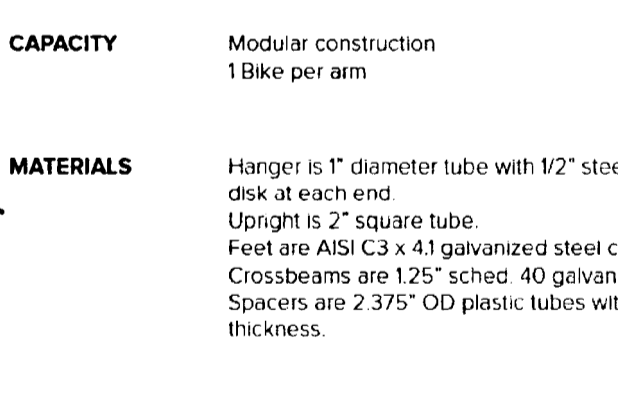 CAPACITY Modular construction
1 Bike per arm
MATERIALS Hanger is 1" diameter tube with 1/2"
disk at each end.
Upright is 2" square tube.
Feet are AISI C3 x 4.1 galvanized steel
Crossbeams are 1.25" sched. 40
Spacers are 2.375" OD plastic tubes
thickness.